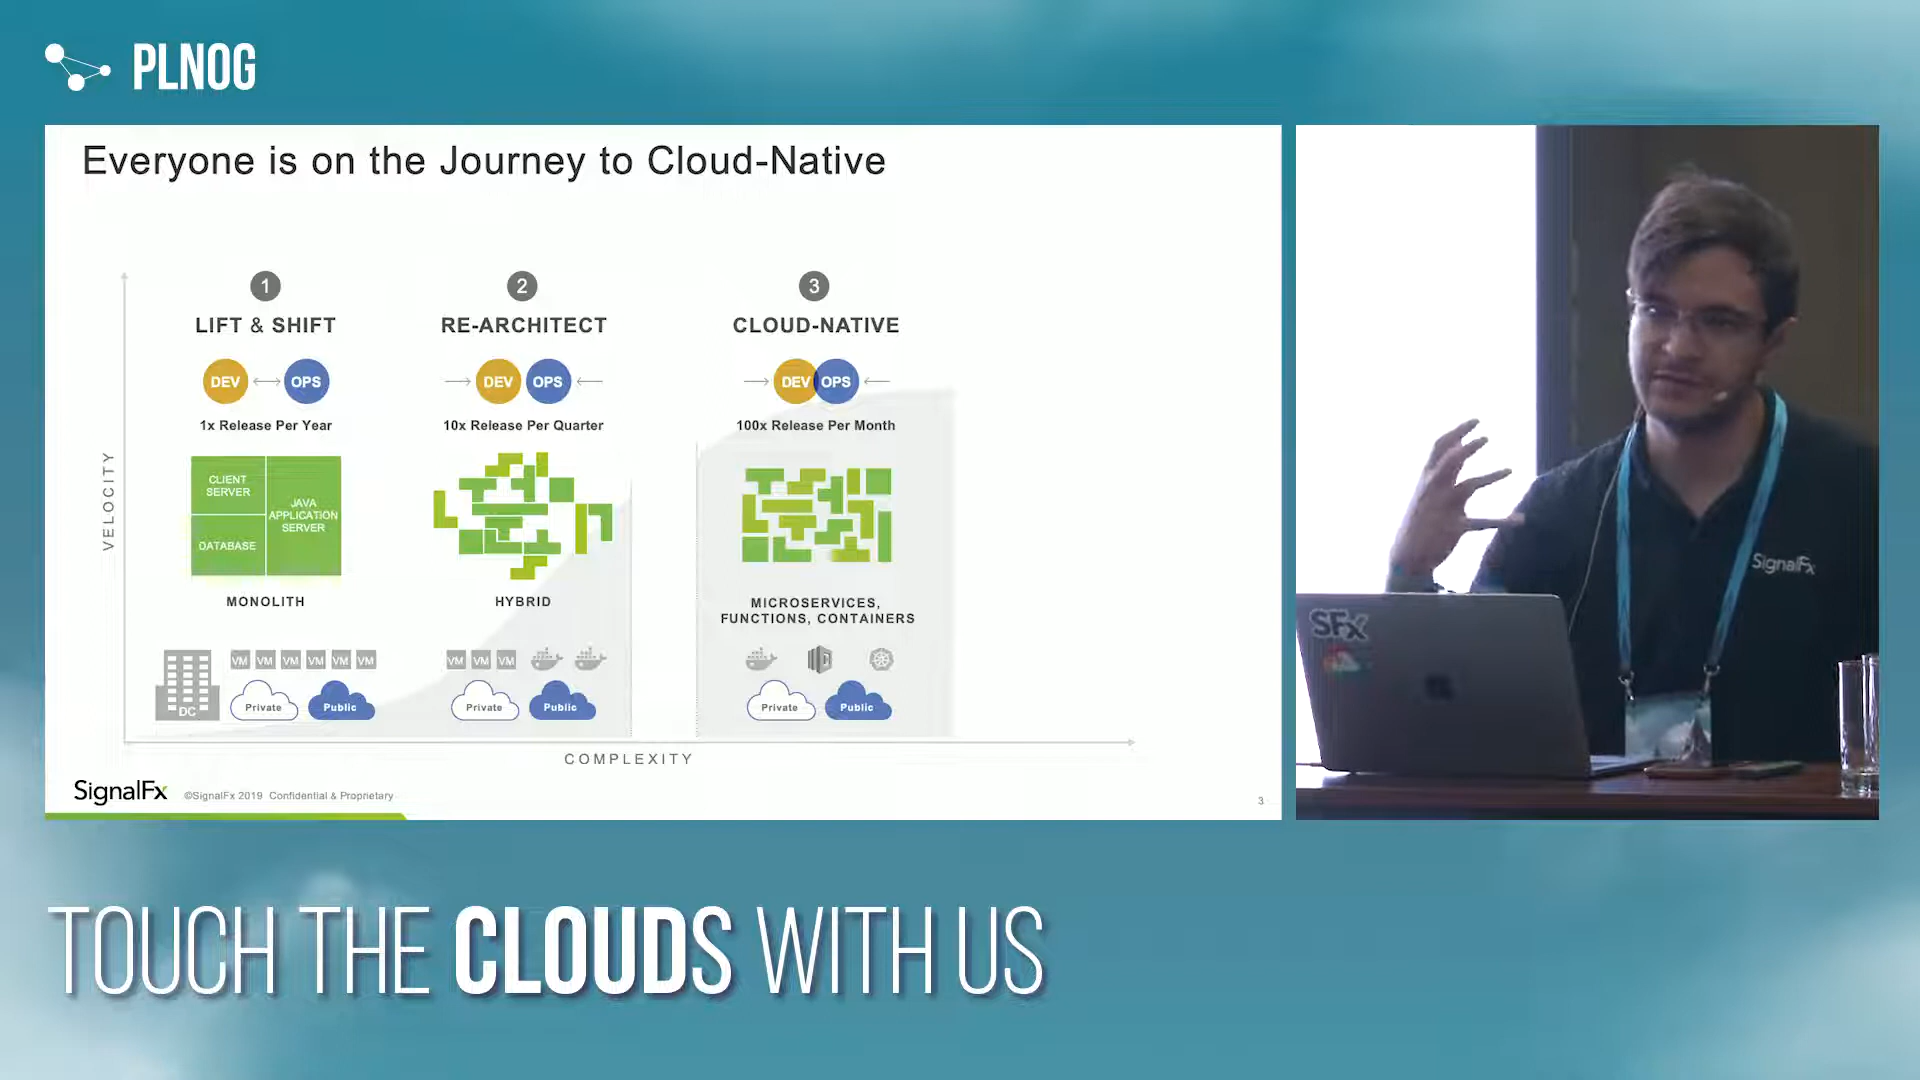 PLNOG
Everyone is on the Journey to Cloud-Native
1
LIFT & SHIFT
DEV
OPS
1x Release Per Year
CLIENT
SERVER
JAVA
APPLICATION
SERVER
DATABASE
MONOLITH
VM VM VM VM VM VM
DC
Private
Public
2
RE-ARCHITECT
DEV
OPS
10x Release Per Quarter
HYBRID
VM VM VM
Private
Public
3
CLOUD-NATIVE
DEV
OPS
100x Release Per Month
MICROSERVICES,
FUNCTIONS, CONTAINERS
Private
Public
VELOCITY
COMPLEXITY
SignalFx
©SignalFx 2019 Confidential & Proprietary
3
SignalFx
SFx
TOUCH THE CLOUDS WITH US